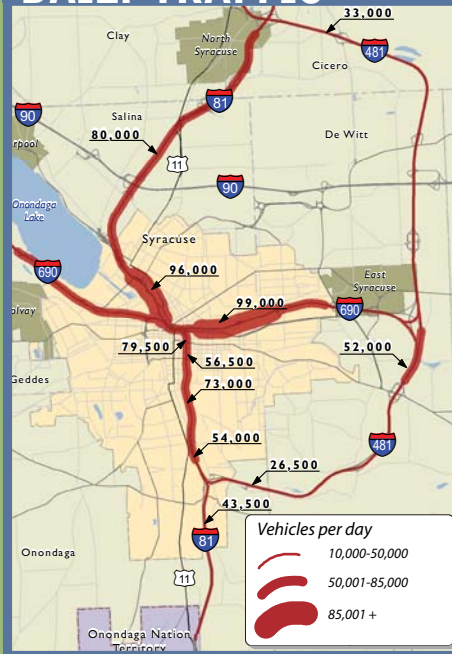 DAILY TRAFFIC
33,000
Clay
North
Syracuse
481
Cicero
81
90
Salina
80,000
De Witt
rpool
11
90
Onondaga
Lake
Syracuse
690
96,000
East
Syracuse
99,000
690
olvay
79,500
56,500
52,000
Geddes
73,000
54,000
481
26,500
43,500
81
Onondaga
11
Onondaga Nation
Territory
Vehicles per day
10,000-50,000
50,001-85,000
85,001 +